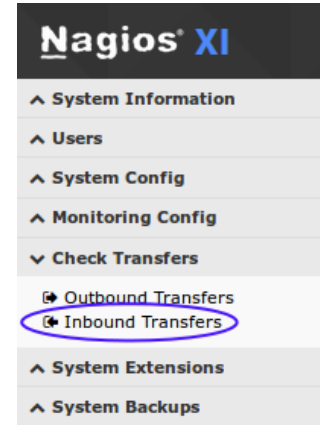 Nagios® XI
System Information
Users
System Config
Monitoring Config
Check Transfers
Outbound Transfers
Inbound Transfers
System Extensions
System Backups